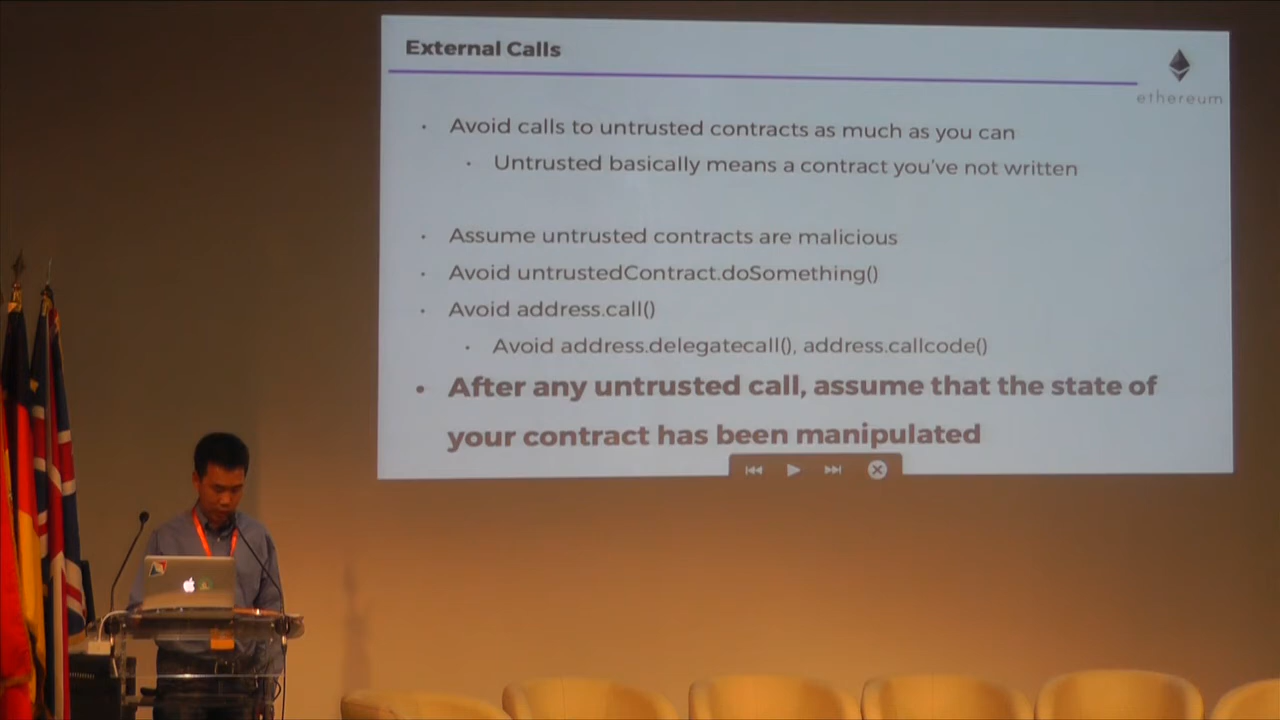 External Calls
ethereum
· Avoid calls to untrusted contracts as much as you can
· Untrusted basically means a contract you've not written
· Assume untrusted contracts are malicious
· Avoid untrustedContract.doSomething()
· Avoid address.call()
· Avoid address.delegatecall(), address.callcode()
• After any untrusted call, assume that the state of
your contract has been manipulated